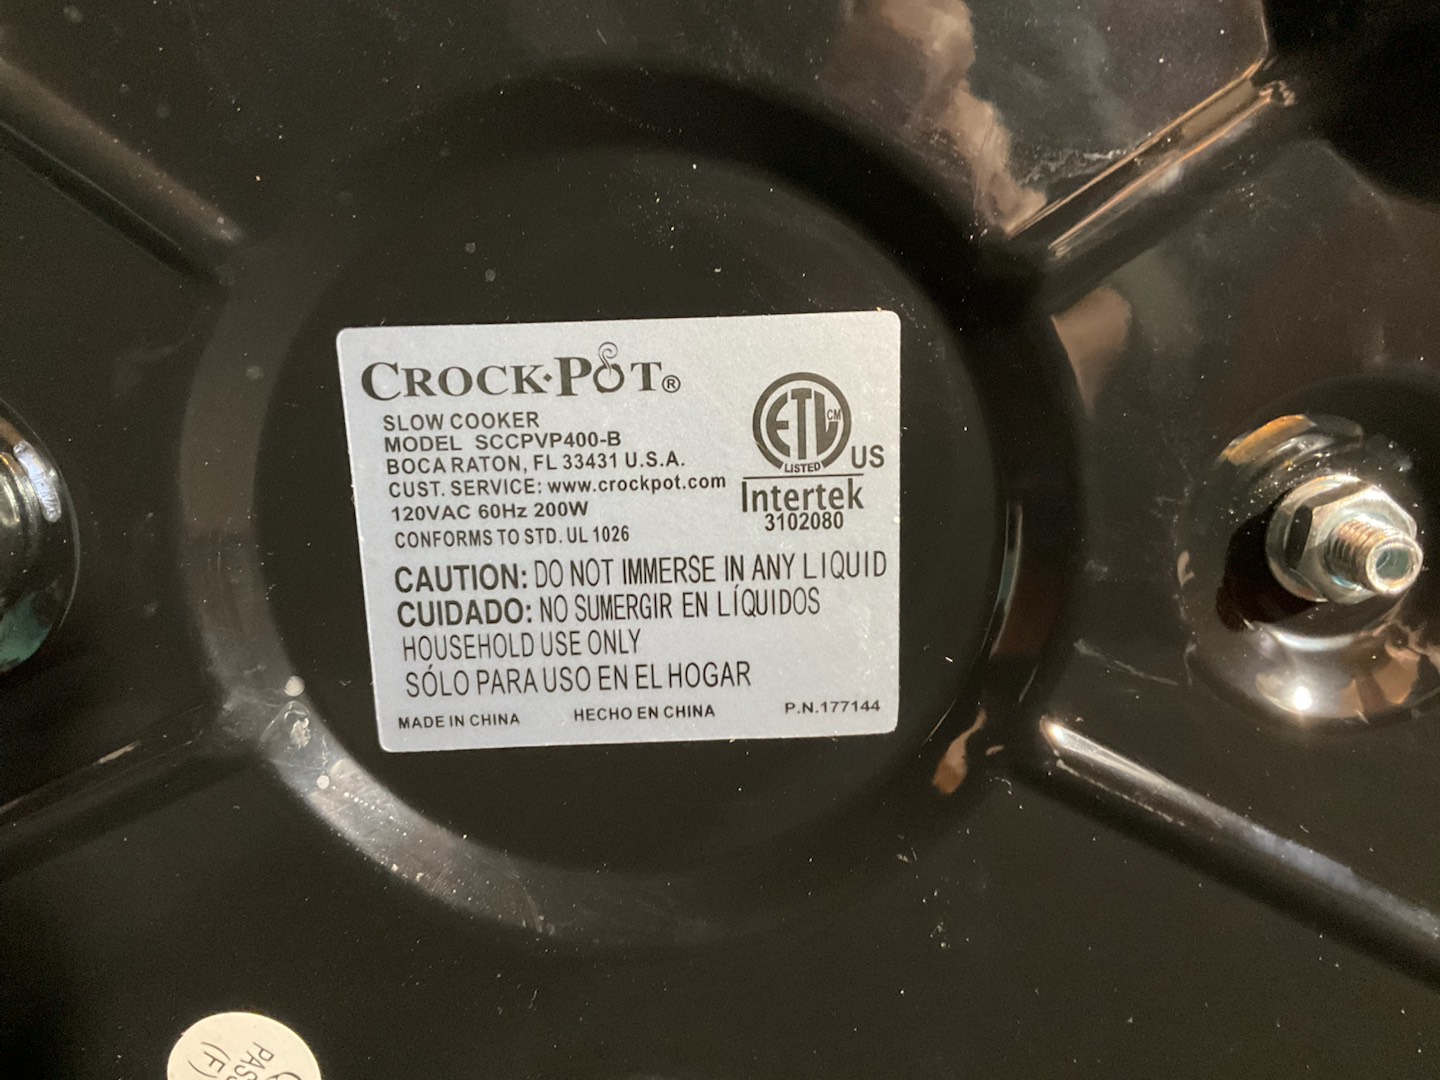 CROCK·POT®
SLOW COOKER
MODEL SCCPVP400-B
BOCA RATON, FL 33431 U.S.A.
CUST. SERVICE: www.crockpot.com
120VAC 60Hz 200W
CONFORMS TO STD. UL 1026
ETL CM
LISTED
US
Intertek
3102080
CAUTION: DO NOT IMMERSE IN ANY LIQUID
CUIDADO: NO SUMERGIR EN LÍQUIDOS
HOUSEHOLD USE ONLY
SÓLO PARA USO EN EL HOGAR
MADE IN CHINA HECHO EN CHINA P.N.177144
(F)